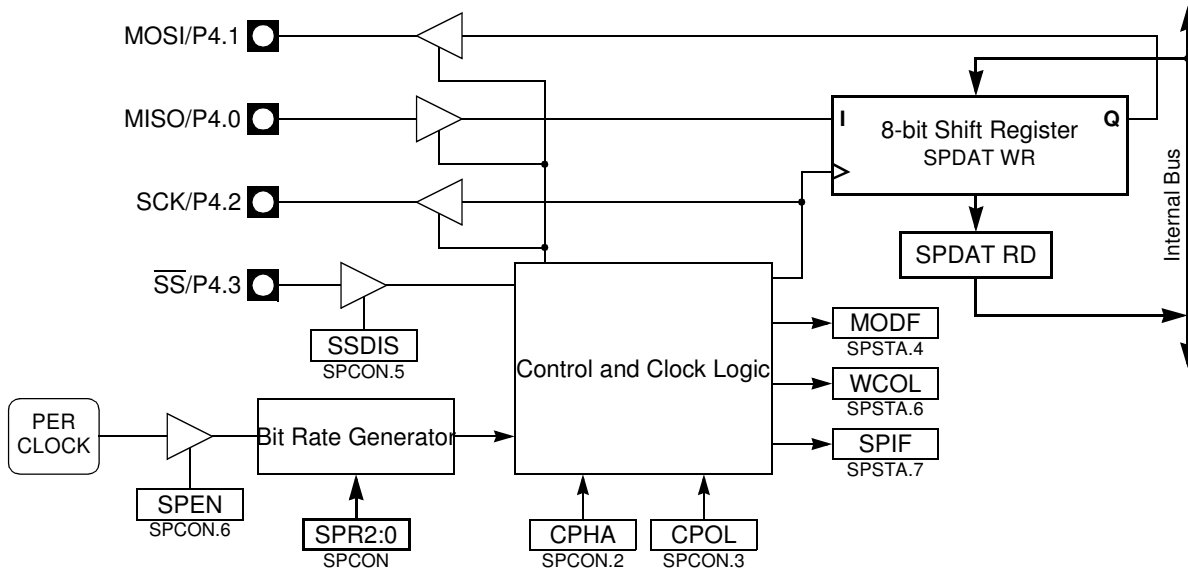 MOSI/P4.1
MISO/P4.0
I
8-bit Shift Register
Q
SPDAT WR
SCK/P4.2
Internal Bus
SPDAT RD
SS/P4.3
MODF
SPSTA.4
SSDIS
SPCON.5
Control and Clock Logic
WCOL
SPSTA.6
PER
CLOCK
Bit Rate Generator
SPIF
SPSTA.7
SPEN
SPCON.6
SPR2:0
SPCON
CPHA
SPCON.2
CPOL
SPCON.3